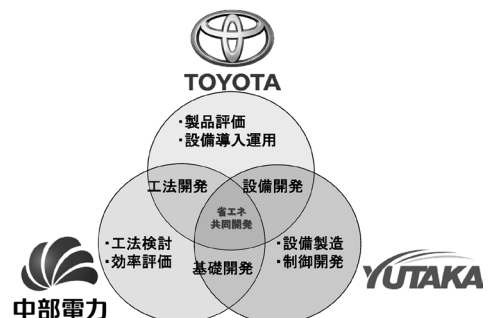 TOYOTA
・製品評価
・設備導入運用
工法開発
設備開発
省エネ
共同開発
・工法検討
・効率評価
基礎開発
・設備製造
・制御開発
中部電力
YUTAKA